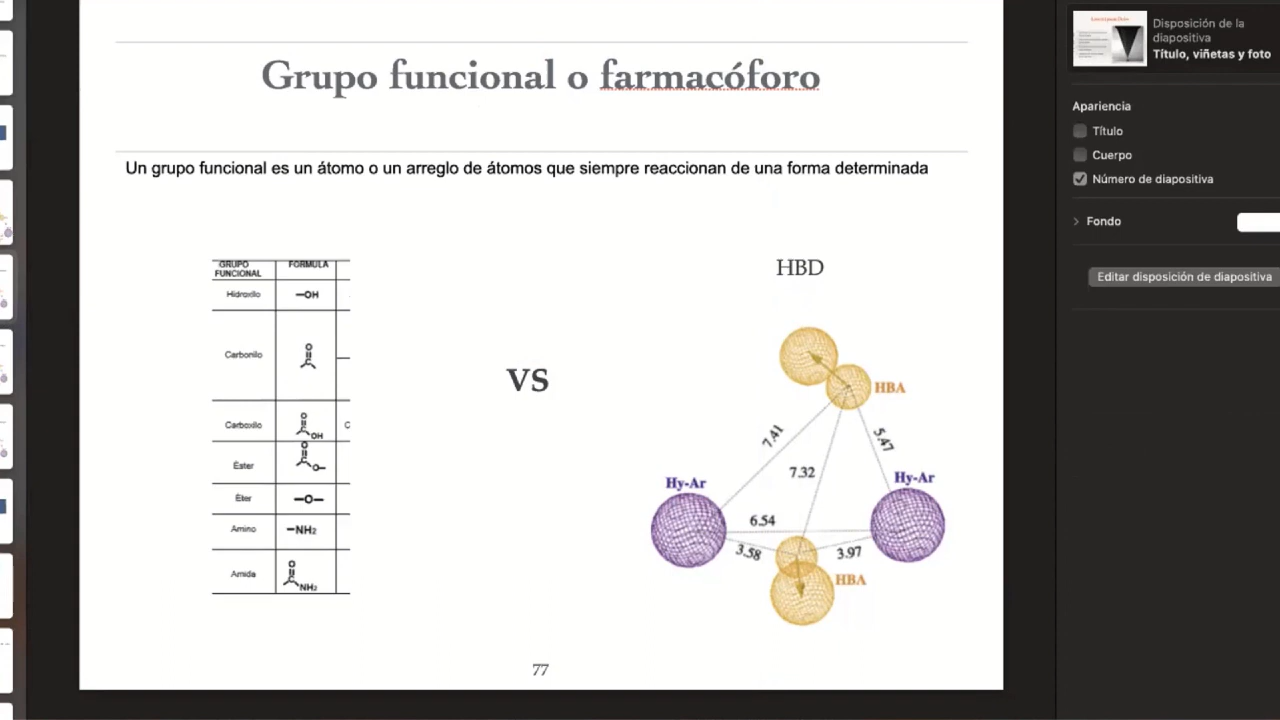 Grupo funcional o farmacóforo
Un grupo funcional es un átomo o un arreglo de átomos que siempre reaccionan de una forma determinada
GRUPO FUNCIONAL
FORMULA
Hidroxilo
—OH
Carbonilo
O
Carboxilo
O
OH
C
Éster
O
O—
Éter
—O—
Amino
—NH₂
Amida
O
NH₂
VS
HBD
HBA
7.41
5.47
7.32
Hy-Ar
Hy-Ar
6.54
3.58
3.97
HBA
77
Disposición de la
diapositiva
Título, viñetas y foto
Apariencia
Título
Cuerpo
Número de diapositiva
Fondo
Editar disposición de diapositiva